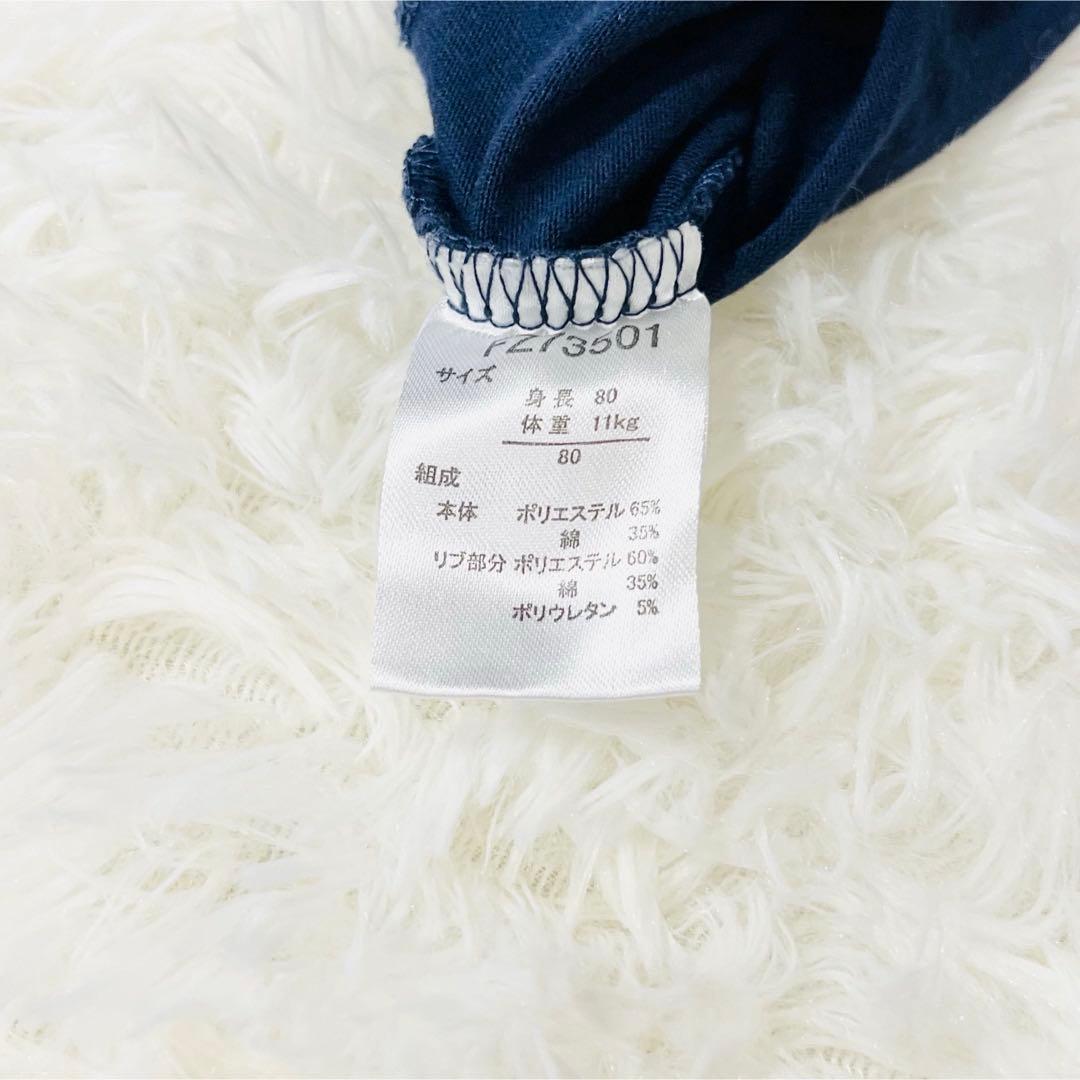 FZ73501
サイズ
身長 80
体重 11kg
80
組成
本体 ポリエステル 65%
綿 35%
リブ部分 ポリエステル 60%
綿 35%
ポリウレタン 5%